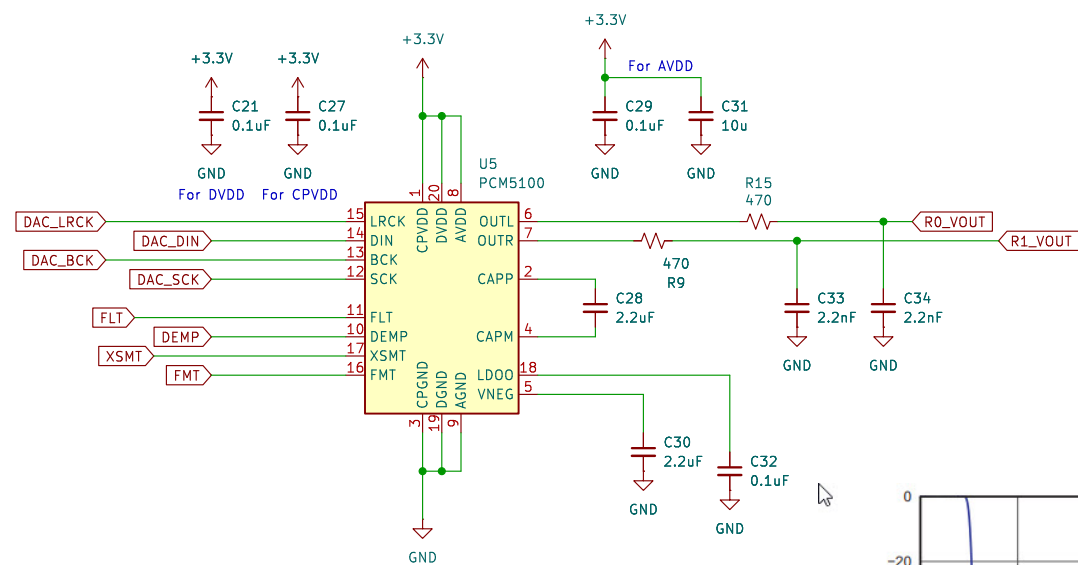 +3.3V
+3.3V
+3.3V
+3.3V
For AVDD
C21
0.1uF
C27
0.1uF
C29
0.1uF
C31
10u
GND
GND
GND
GND
For DVDD
For CPVDD
U5
PCM5100
R15
470
1
20
8
CPVDD
DVDD
AVDD
DAC_LRCK
15
LRCK
OUTL
6
R0_VOUT
DAC_DIN
14
DIN
OUTR
7
R1_VOUT
DAC_BCK
13
BCK
470
R9
DAC_SCK
12
SCK
CAPP
2
C28
2.2uF
C33
2.2nF
C34
2.2nF
FLT
11
FLT
DEMP
10
DEMP
CAPM
4
XSMT
17
XSMT
GND
GND
FMT
16
FMT
LDOO
18
VNEG
5
CPGND
DGND
AGND
3
19
9
C30
2.2uF
C32
0.1uF
GND
GND
GND
0
−20